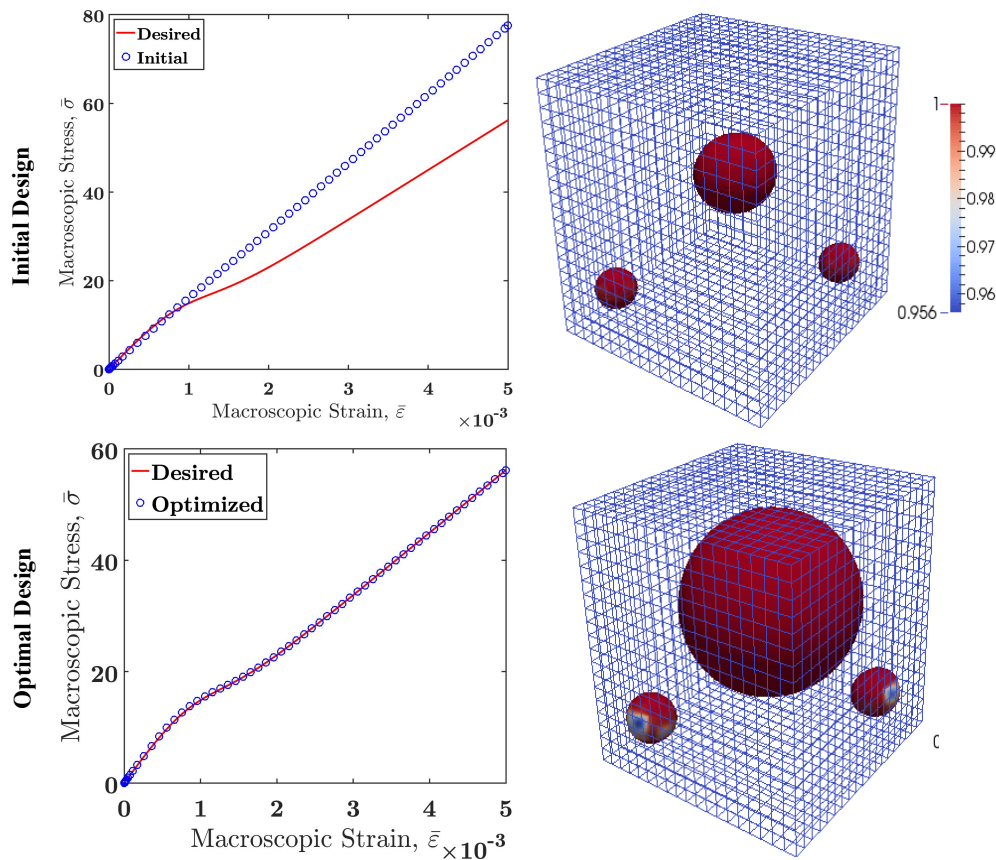 Initial Design
Macroscopic Stress, σ̄
80
60
40
20
0
Desired
Initial
0 1 2 3 4 5
Macroscopic Strain, ε̄
×10⁻³
1
0.99
0.98
0.97
0.96
0.956
Optimal Design
Macroscopic Stress, σ̄
60
40
20
0
Desired
Optimized
0 1 2 3 4 5
Macroscopic Strain, ε̄ ×10⁻³